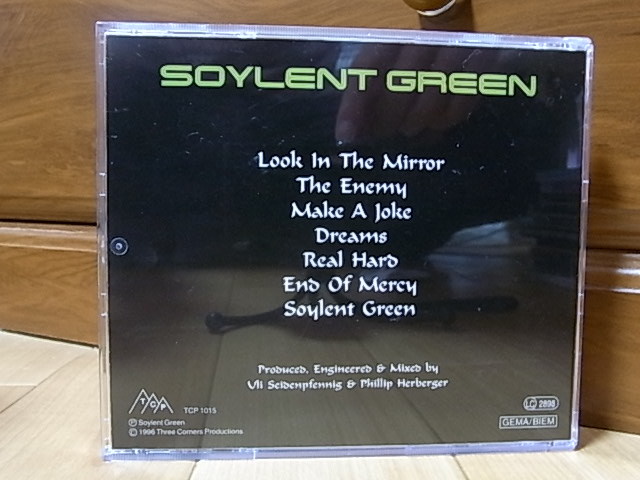 SOYLENT GREEN
Look In The Mirror
The Enemy
Make A Joke
Dreams
Real Hard
End Of Mercy
Soylent Green
Produced, Engineered & Mixed by
Uli Seidenpfennig & Phillip Herberger
TCP
TCP 1015
LC 2898
Ⓟ Soylent Green
© 1996 Three Corners Productions
GEMA/BIEM